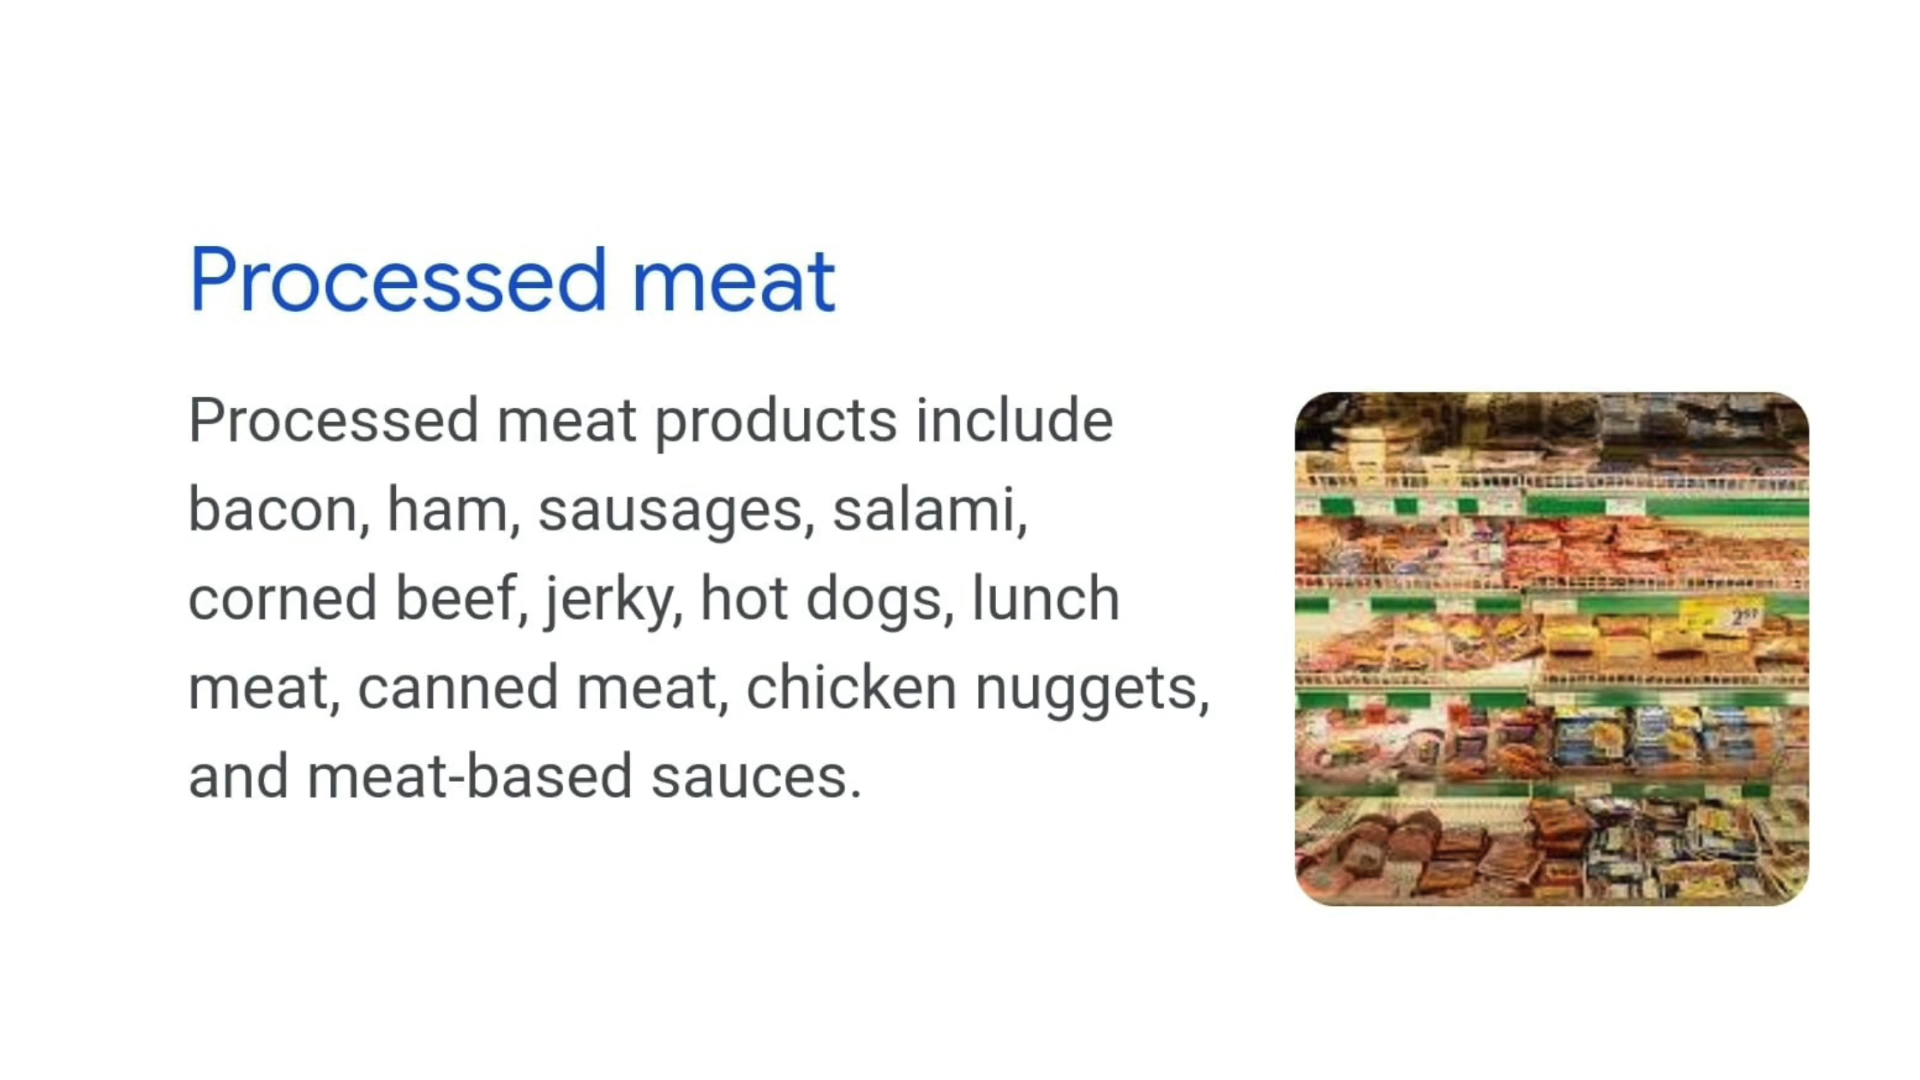 Processed meat
Processed meat products include
bacon, ham, sausages, salami,
corned beef, jerky, hot dogs, lunch
meat, canned meat, chicken nuggets,
and meat-based sauces.